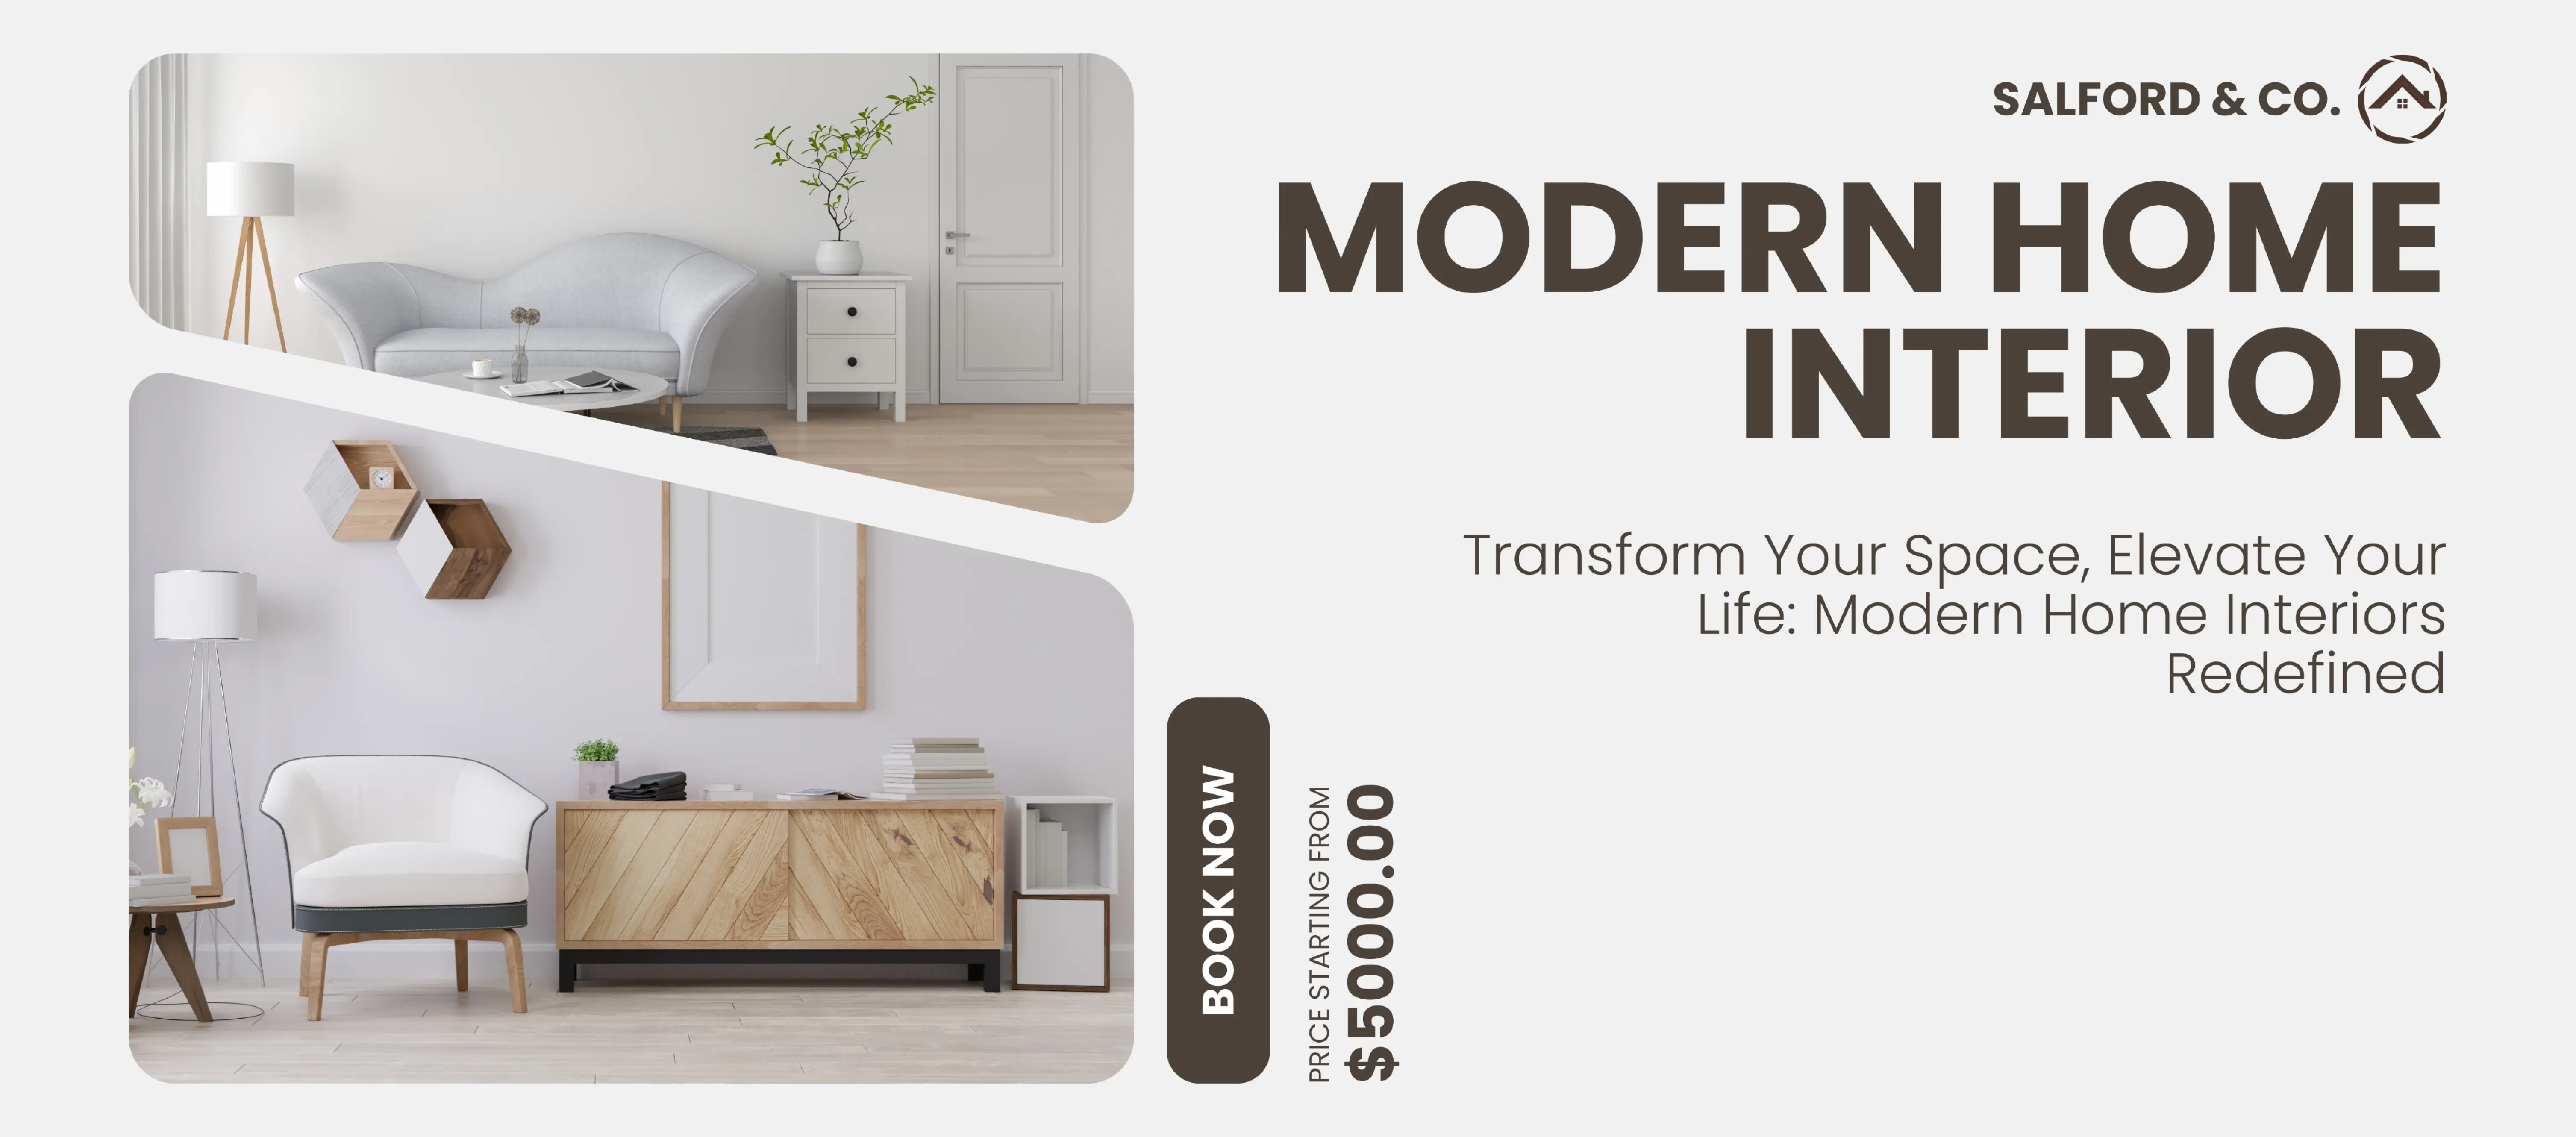 SALFORD & CO.
MODERN HOME
INTERIOR
Transform Your Space, Elevate Your
Life: Modern Home Interiors
Redefined
BOOK NOW
PRICE STARTING FROM
$5000.00